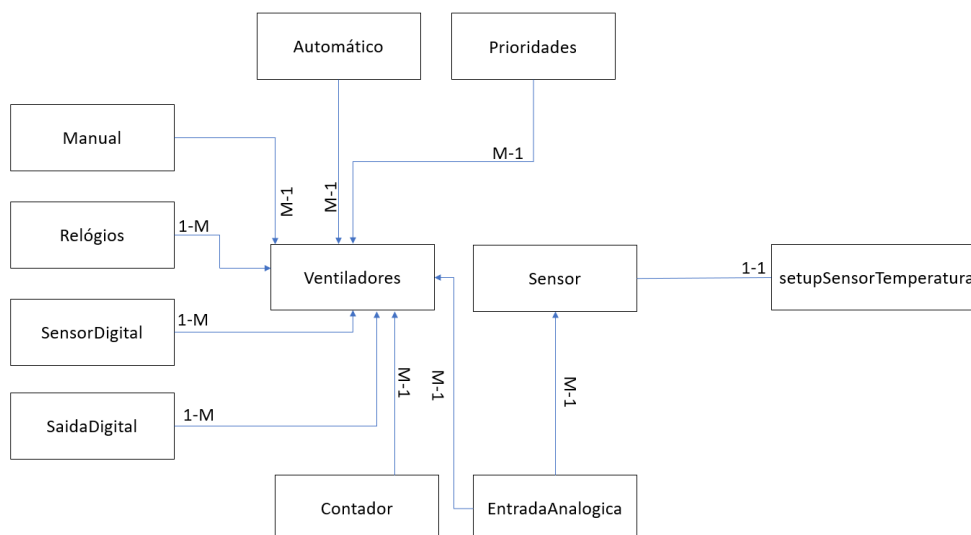 Automático
Prioridades
Manual
M-1
M-1
M-1
Relógios
1-M
Ventiladores
Sensor
1-1
setupSensorTemperatura
SensorDigital
1-M
M-1
M-1
M-1
SaidaDigital
1-M
Contador
EntradaAnalogica